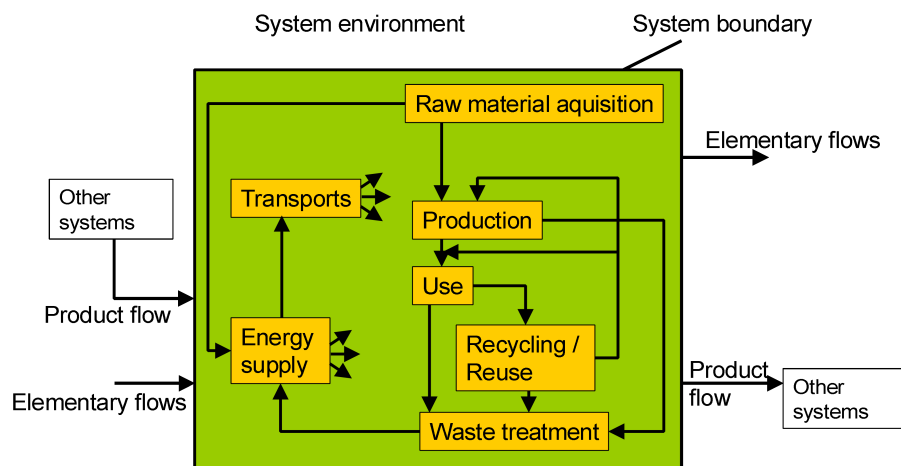 System environment
System boundary
Raw material aquisition
Elementary flows
Other
systems
Transports
Production
Use
Product flow
Energy
supply
Recycling /
Reuse
Product
flow
Other
systems
Elementary flows
Waste treatment